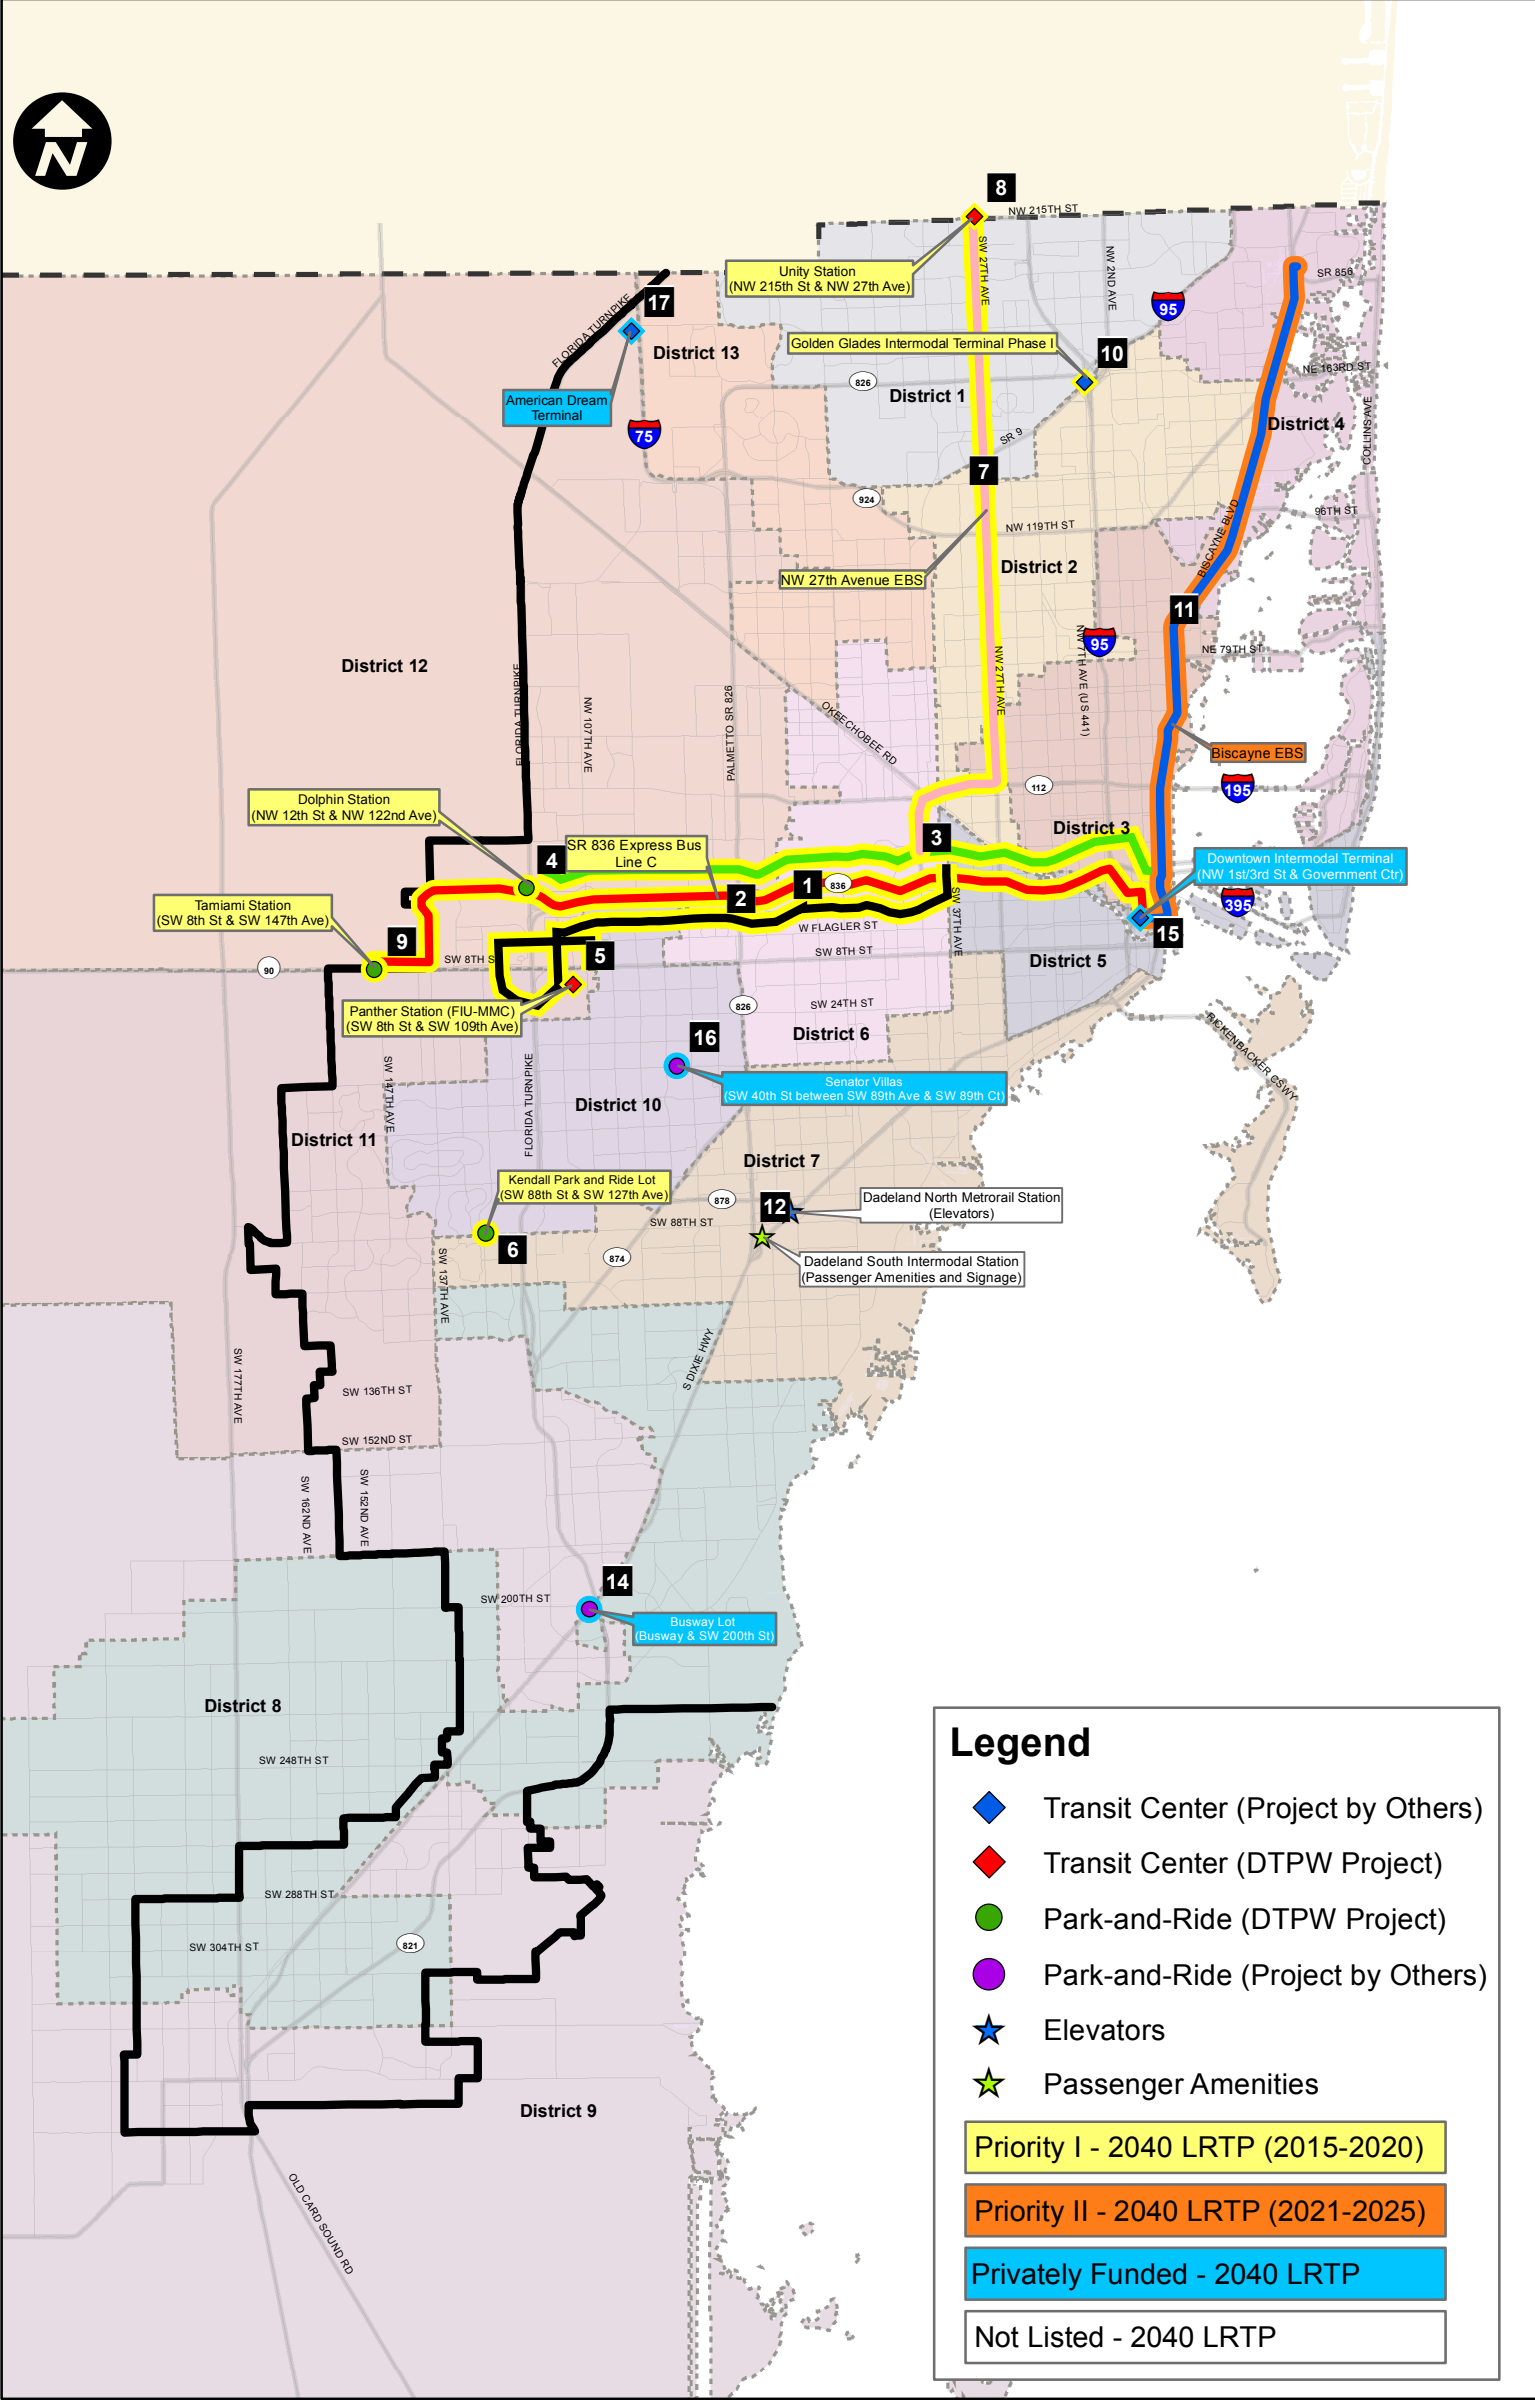 N
8
NW 215TH ST
Unity Station
(NW 215th St & NW 27th Ave)
SW 27TH AVE
NW 2ND AVE
95
SR 856
17
FLORIDA TURNPIKE
District 13
Golden Glades Intermodal Terminal Phase I
10
American Dream
Terminal
75
826
District 1
NE 163RD ST
SR 9
District 4
COLLINS AVE
7
924
NW 119TH ST
96TH ST
BISCAYNE BLVD
NW 27th Avenue EBS
District 2
11
95
NE 79TH ST
NW 7TH AVE (US 441)
District 12
FLORIDA TURNPIKE
NW 107TH AVE
PALMETTO SR 826
OKEECHOBEE RD
NW 27TH AVE
Biscayne EBS
112
195
Dolphin Station
(NW 12th St & NW 122nd Ave)
District 3
3
SR 836 Express Bus
Line C
4
Downtown Intermodal Terminal
(NW 1st/3rd St & Government Ctr)
1
836
2
395
Tamiami Station
(SW 8th St & SW 147th Ave)
9
W FLAGLER ST
SW 37TH AVE
15
SW 8TH S
5
SW 8TH ST
District 5
90
Panther Station (FIU-MMC)
(SW 8th St & SW 109th Ave)
826
SW 24TH ST
16
District 6
RICKENBACKER CSWY
Senator Villas
(SW 40th St between SW 89th Ave & SW 89th Ct)
SW 147TH AVE
FLORIDA TURNPIKE
District 10
District 11
District 7
Kendall Park and Ride Lot
(SW 88th St & SW 127th Ave)
878
12
Dadeland North Metrorail Station
(Elevators)
SW 88TH ST
6
874
Dadeland South Intermodal Station
(Passenger Amenities and Signage)
SW 137TH AVE
S DIXIE HWY
SW 177TH AVE
SW 136TH ST
SW 152ND ST
SW 162ND AVE
SW 152ND AVE
14
SW 200TH ST
Busway Lot
(Busway & SW 200th St)
District 8
SW 248TH ST
SW 288TH ST
SW 304TH ST
821
District 9
OLD CARD SOUND RD
Legend
Transit Center (Project by Others)
Transit Center (DTPW Project)
Park-and-Ride (DTPW Project)
Park-and-Ride (Project by Others)
Elevators
Passenger Amenities
Priority I - 2040 LRTP (2015-2020)
Priority II - 2040 LRTP (2021-2025)
Privately Funded - 2040 LRTP
Not Listed - 2040 LRTP